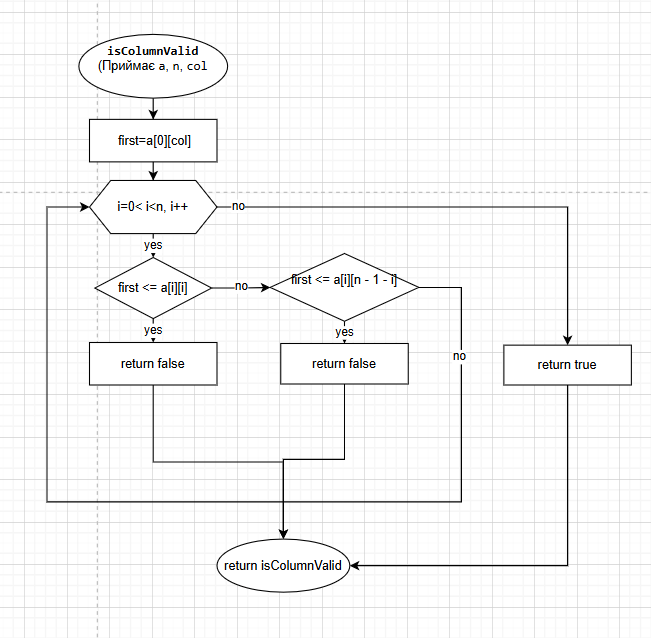 isColumnValid
(Приймає a, n, col
first=a[0][col]
i=0< i<n, i++
no
yes
first <= a[i][i]
no
first <= a[i][n - 1 - i]
yes
yes
no
return false
return false
return true
return isColumnValid